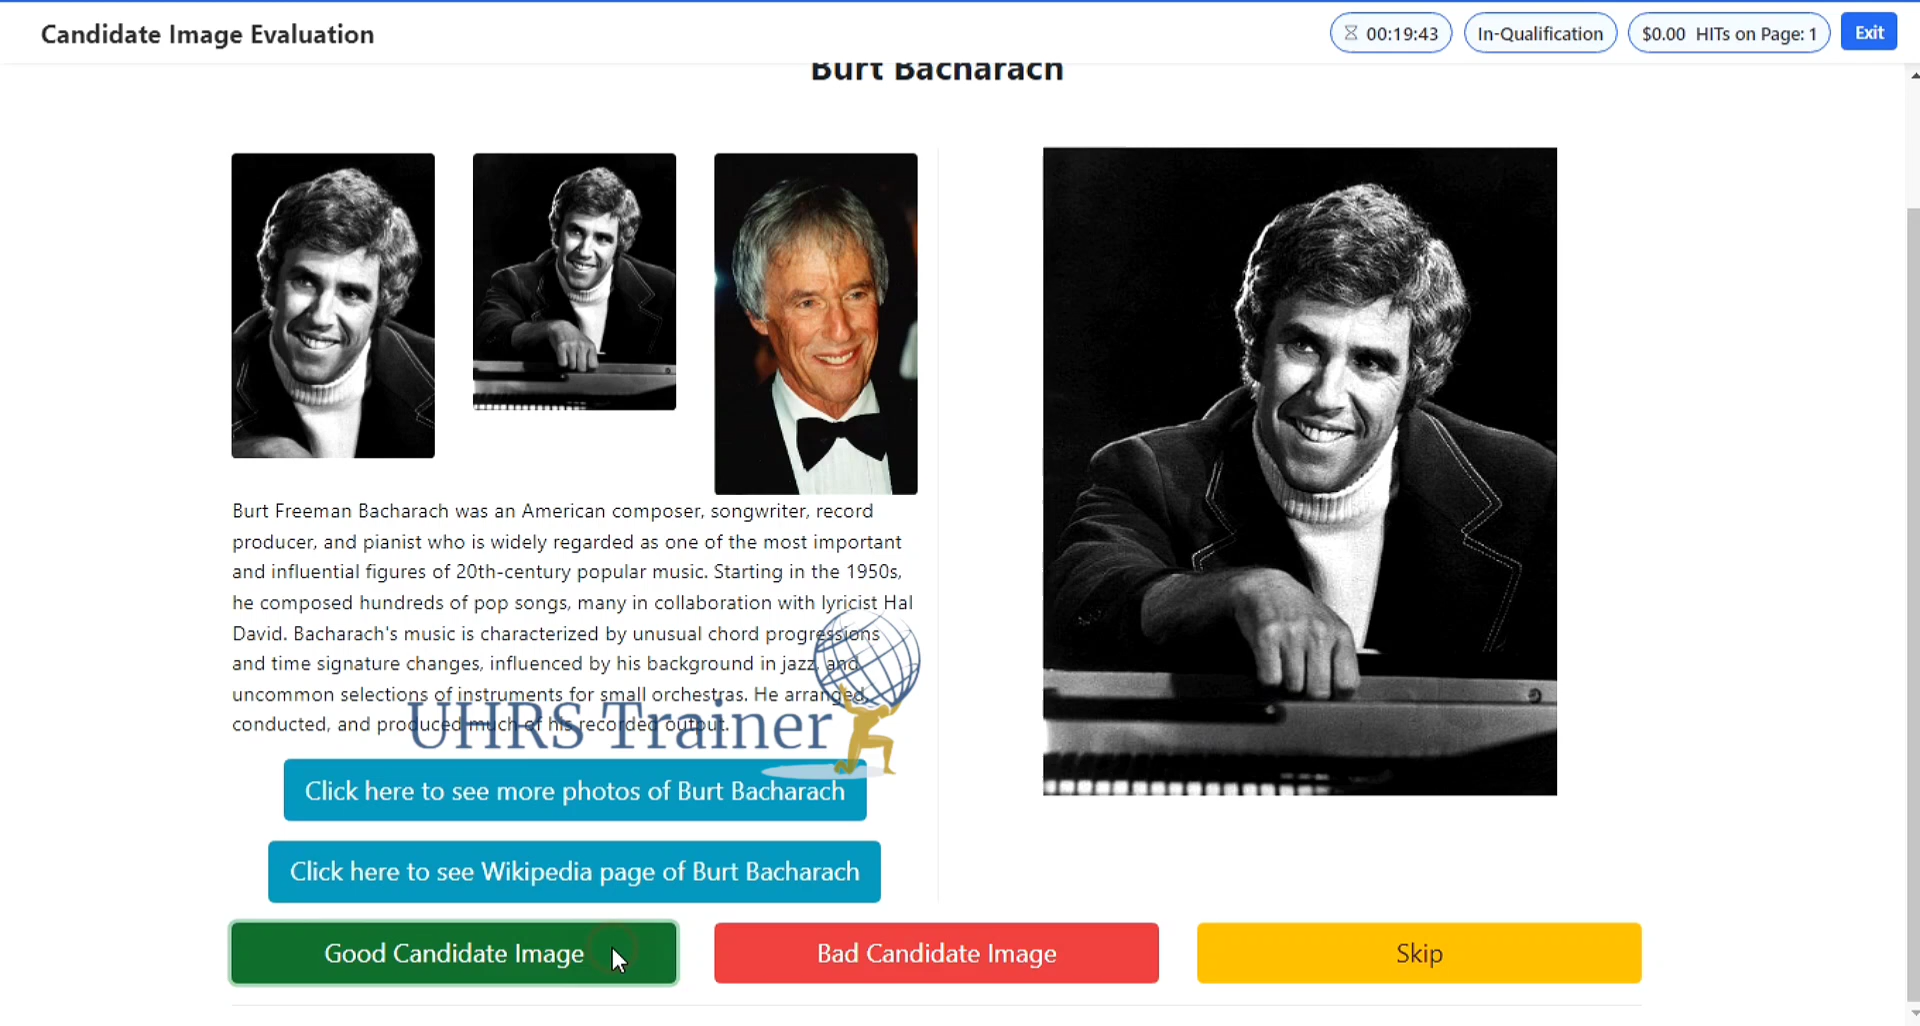 Candidate Image Evaluation
00:19:43
In-Qualification
$0.00 HITs on Page: 1
Exit
Burt Bacharach
Burt Freeman Bacharach was an American composer, songwriter, record
producer, and pianist who is widely regarded as one of the most important
and influential figures of 20th-century popular music. Starting in the 1950s,
he composed hundreds of pop songs, many in collaboration with lyricist Hal
David. Bacharach's music is characterized by unusual chord progressions
and time signature changes, influenced by his background in jazz, and
uncommon selections of instruments for small orchestras. He arranged,
conducted, and produced much of his recorded output.
UHRS Trainer
Click here to see more photos of Burt Bacharach
Click here to see Wikipedia page of Burt Bacharach
Good Candidate Image
Bad Candidate Image
Skip